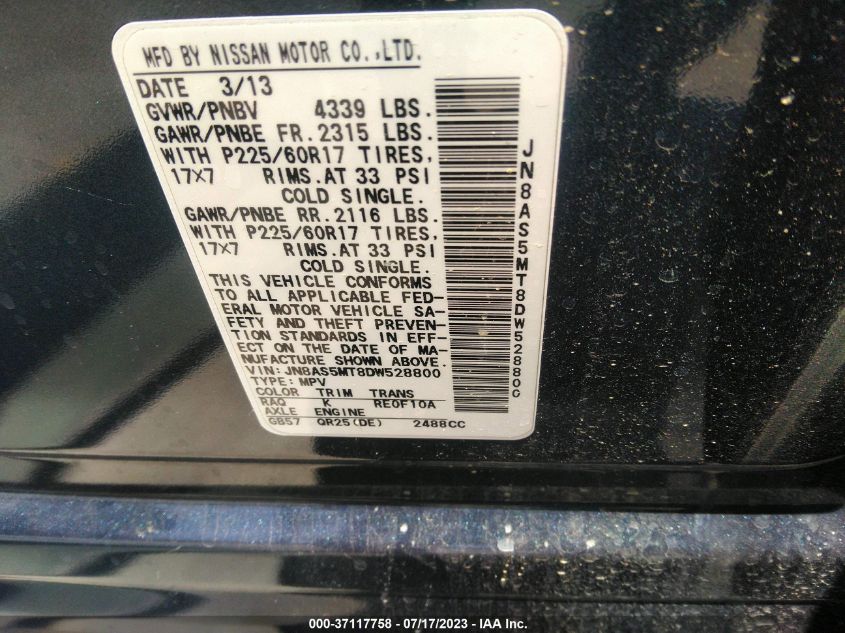 MFD BY NISSAN MOTOR CO.,LTD.
DATE 3/13
GVWR/PNBV 4339 LBS.
GAWR/PNBE FR.2315 LBS.
WITH P225/60R17 TIRES,
17X7 RIMS.AT 33 PSI
COLD SINGLE.
GAWR/PNBE RR.2116 LBS.
WITH P225/60R17 TIRES,
17X7 RIMS.AT 33 PSI
COLD SINGLE.
THIS VEHICLE CONFORMS
TO ALL APPLICABLE FED-
ERAL MOTOR VEHICLE SA-
FETY AND THEFT PREVEN-
TION STANDARDS IN EFF-
ECT ON THE DATE OF MA-
NUFACTURE SHOWN ABOVE.
VIN: JN8AS5MT8DW528800
TYPE: MPV
COLOR TRIM TRANS
RAQ K RE0F10A
AXLE ENGINE
GB57 QR25(DE) 2488CC
JN8AS5MT8DW528800
000-37117758 - 07/17/2023 - IAA Inc.